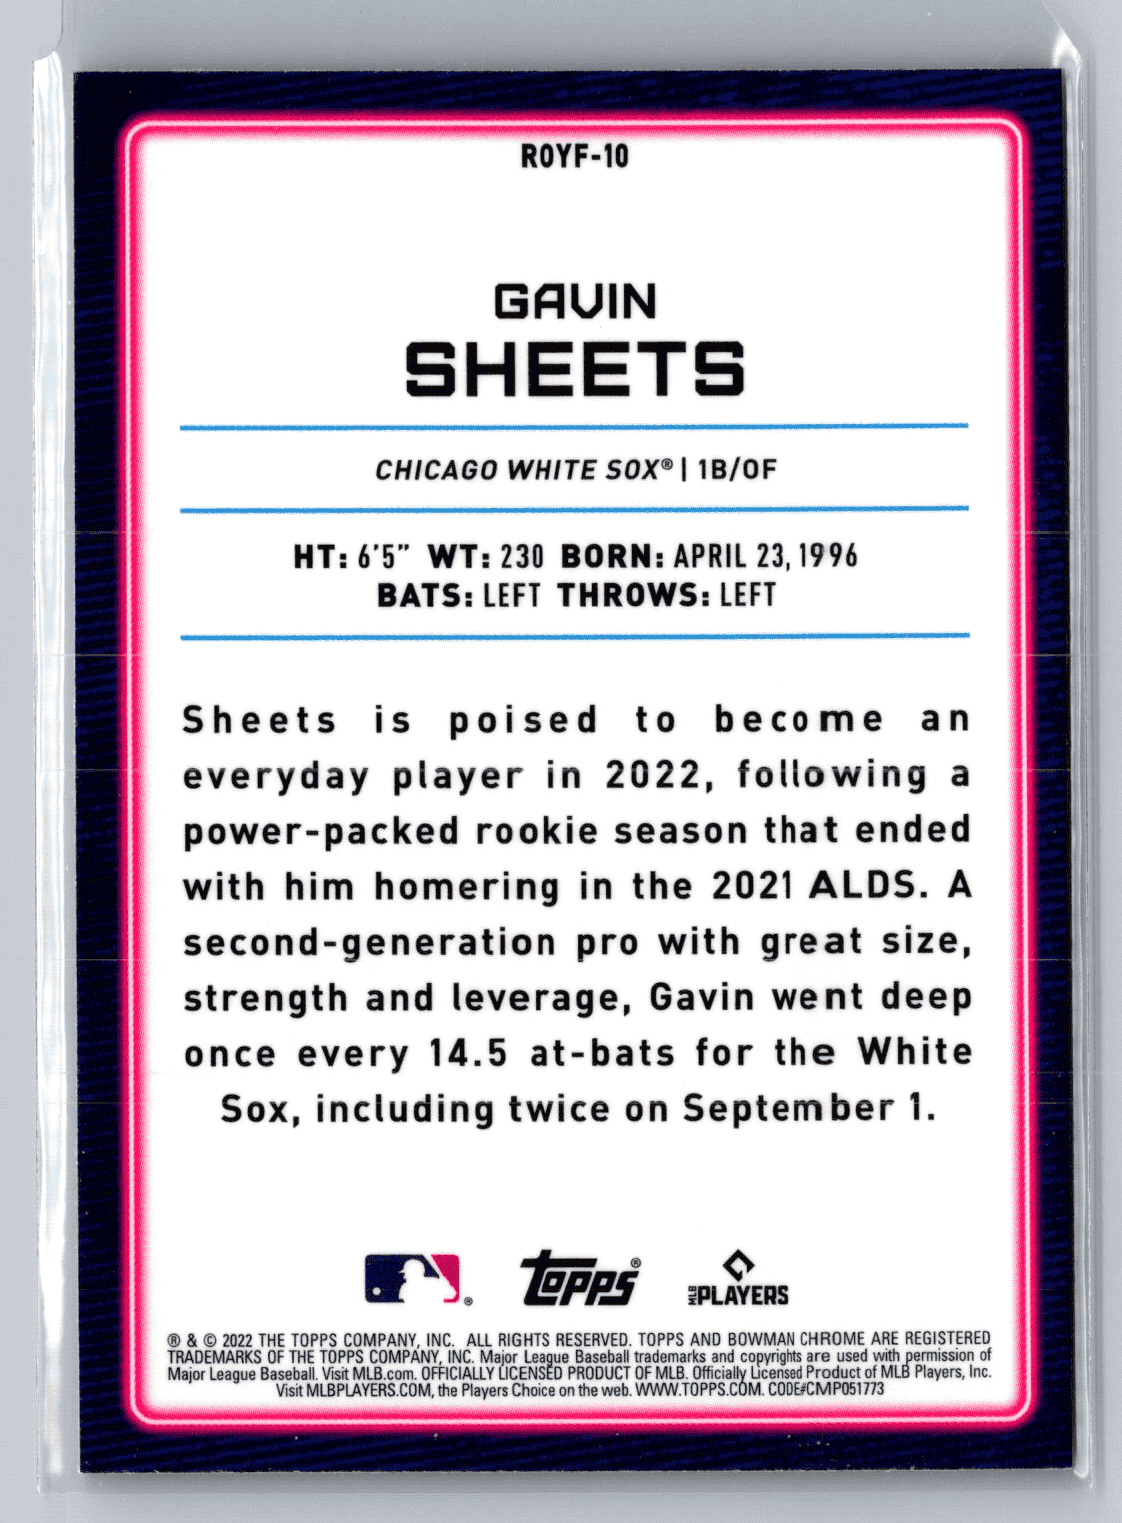 ROYF-10
GAVIN
SHEETS
CHICAGO WHITE SOX® | 1B/OF
HT: 6'5" WT: 230 BORN: APRIL 23, 1996
BATS: LEFT THROWS: LEFT
Sheets is poised to become an
everyday player in 2022, following a
power-packed rookie season that ended
with him homering in the 2021 ALDS. A
second-generation pro with great size,
strength and leverage, Gavin went deep
once every 14.5 at-bats for the White
Sox, including twice on September 1.
® topps® MLB PLAYERS
® & © 2022 THE TOPPS COMPANY, INC. ALL RIGHTS RESERVED. TOPPS AND BOWMAN CHROME ARE REGISTERED
TRADEMARKS OF THE TOPPS COMPANY, INC. Major League Baseball trademarks and copyrights are used with permission of
Major League Baseball. Visit MLB.com. OFFICIALLY LICENSED PRODUCT OF MLB. Officially Licensed Product of MLB Players, Inc.
Visit MLBPLAYERS.COM, the Players Choice on the web. WWW.TOPPS.COM. CODE#CMP051773